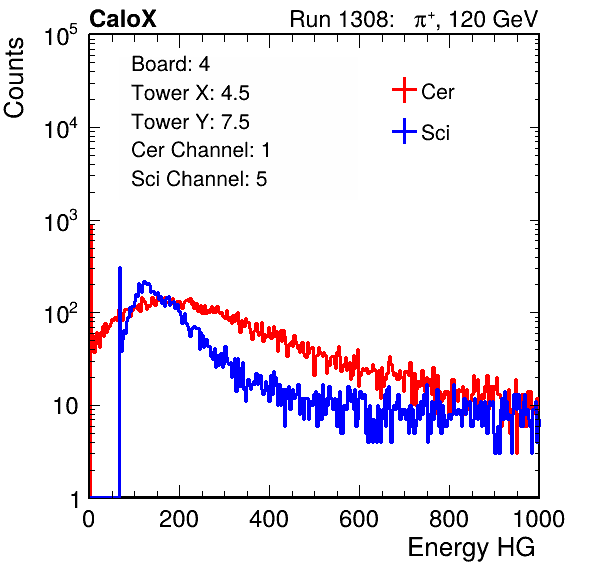 CaloX Run 1308: π⁺, 120 GeV
Counts
10⁵
10⁴
10³
10²
10
1
Board: 4
Tower X: 4.5
Tower Y: 7.5
Cer Channel: 1
Sci Channel: 5
Cer
Sci
0 200 400 600 800 1000
Energy HG